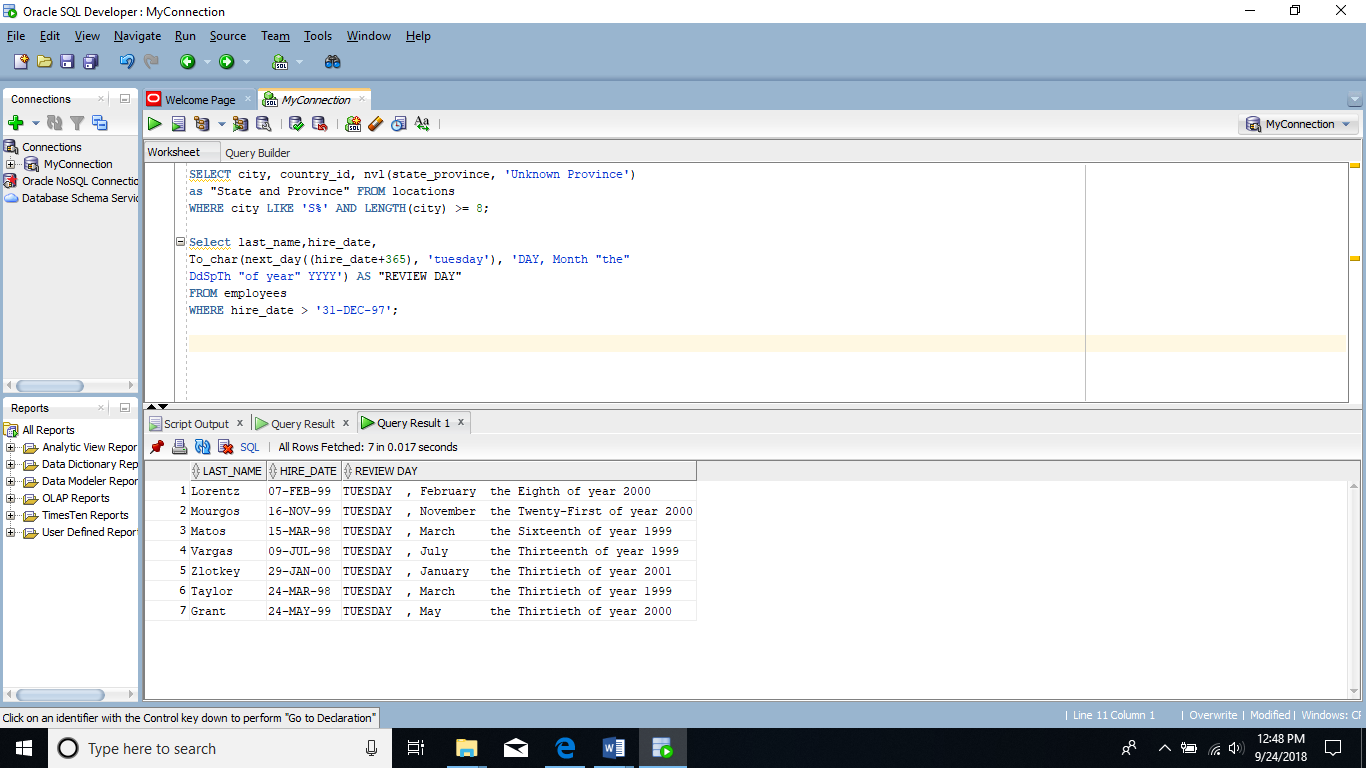 Oracle SQL Developer : MyConnection
File Edit View Navigate Run Source Team Tools Window Help
Connections
Welcome Page
MyConnection
MyConnection
Connections
MyConnection
Oracle NoSQL Connectio
Database Schema Servic
Worksheet
Query Builder
SELECT city, country_id, nvl(state_province, 'Unknown Province')
as "State and Province" FROM locations
WHERE city LIKE 'S%' AND LENGTH(city) >= 8;
Select last_name,hire_date,
To_char(next_day((hire_date+365), 'tuesday'), 'DAY, Month "the"
DdSpTh "of year" YYYY') AS "REVIEW DAY"
FROM employees
WHERE hire_date > '31-DEC-97';
Reports
All Reports
Analytic View Repor
Data Dictionary Rep
Data Modeler Repor
OLAP Reports
TimesTen Reports
User Defined Repor
Script Output
Query Result
Query Result 1
SQL
All Rows Fetched: 7 in 0.017 seconds
LAST_NAME HIRE_DATE REVIEW DAY
1 Lorentz 07-FEB-99 TUESDAY , February the Eighth of year 2000
2 Mourgos 16-NOV-99 TUESDAY , November the Twenty-First of year 2000
3 Matos 15-MAR-98 TUESDAY , March the Sixteenth of year 1999
4 Vargas 09-JUL-98 TUESDAY , July the Thirteenth of year 1999
5 Zlotkey 29-JAN-00 TUESDAY , January the Thirtieth of year 2001
6 Taylor 24-MAR-98 TUESDAY , March the Thirtieth of year 1999
7 Grant 24-MAY-99 TUESDAY , May the Thirtieth of year 2000
Click on an identifier with the Control key down to perform "Go to Declaration"
Line 11 Column 1
Overwrite
Modified
Windows: CF
Type here to search
12:48 PM
9/24/2018